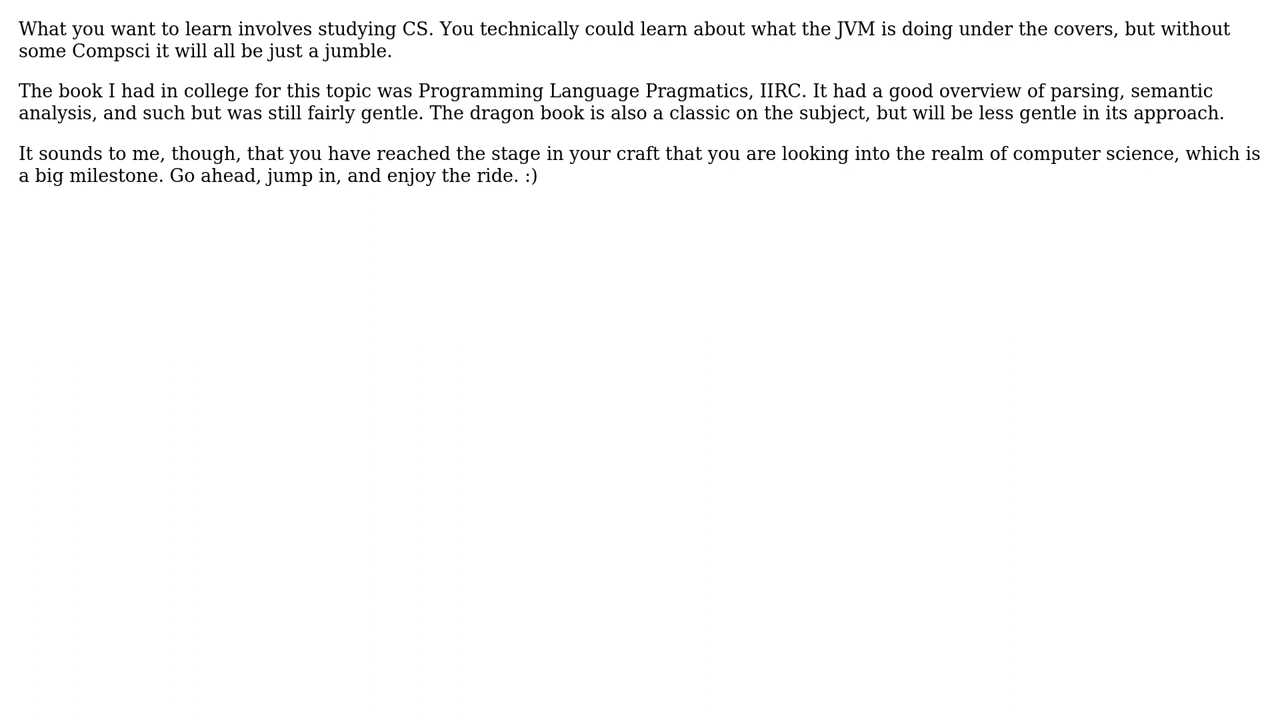 What you want to learn involves studying CS. You technically could learn about what the JVM is doing under the covers, but without
some Compsci it will all be just a jumble.
The book I had in college for this topic was Programming Language Pragmatics, IIRC. It had a good overview of parsing, semantic
analysis, and such but was still fairly gentle. The dragon book is also a classic on the subject, but will be less gentle in its approach.
It sounds to me, though, that you have reached the stage in your craft that you are looking into the realm of computer science, which is
a big milestone. Go ahead, jump in, and enjoy the ride. :)